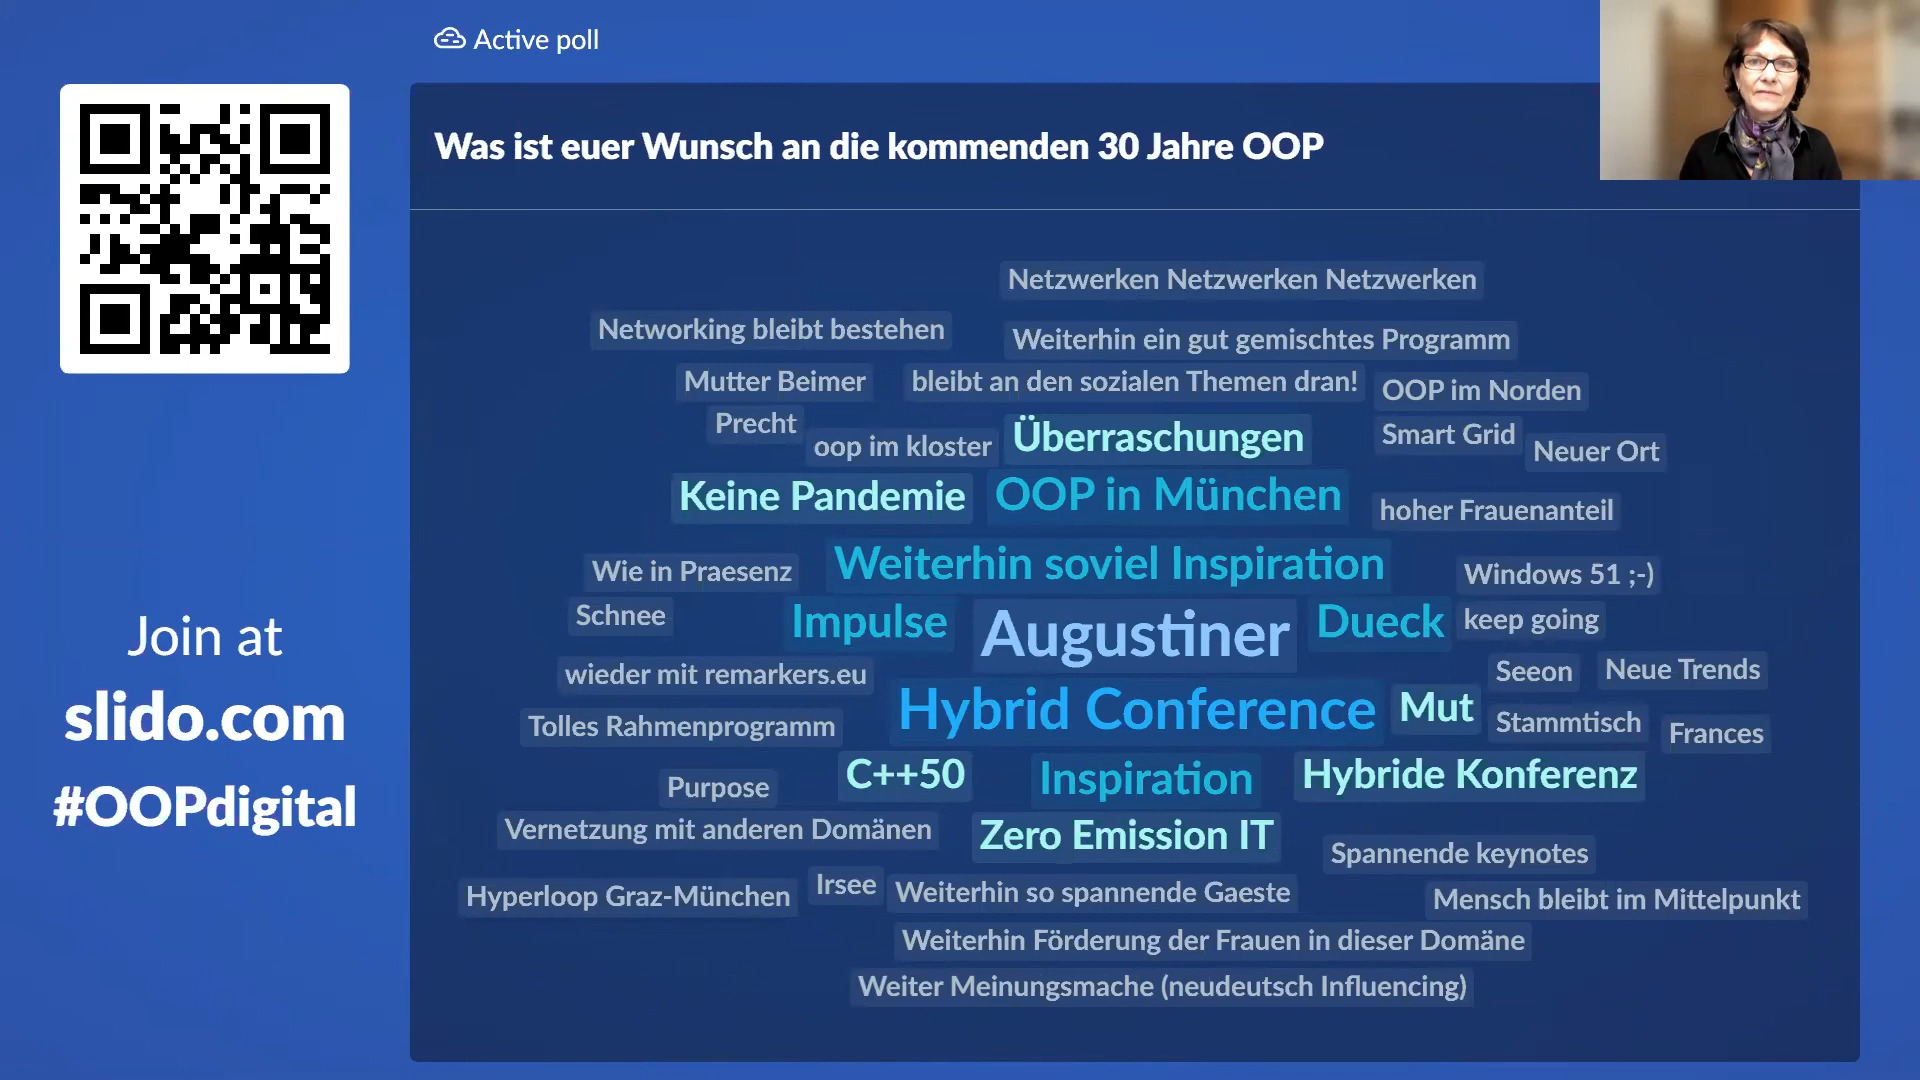 Active poll
Was ist euer Wunsch an die kommenden 30 Jahre OOP
Join at
slido.com
#OOPdigital
Netzwerken Netzwerken Netzwerken
Networking bleibt bestehen
Weiterhin ein gut gemischtes Programm
Mutter Beimer
bleibt an den sozialen Themen dran!
OOP im Norden
Precht
oop im kloster
Überraschungen
Smart Grid
Neuer Ort
Keine Pandemie
OOP in München
hoher Frauenanteil
Wie in Praesenz
Weiterhin soviel Inspiration
Windows 51 ;-)
Schnee
Impulse
Augustiner
Dueck
keep going
wieder mit remarkers.eu
Seeon
Neue Trends
Tolles Rahmenprogramm
Hybrid Conference
Mut
Stammtisch
Frances
Purpose
C++50
Inspiration
Hybride Konferenz
Vernetzung mit anderen Domänen
Zero Emission IT
Spannende keynotes
Hyperloop Graz-München
Irsee
Weiterhin so spannende Gaeste
Mensch bleibt im Mittelpunkt
Weiterhin Förderung der Frauen in dieser Domäne
Weiter Meinungsmache (neudeutsch Influencing)